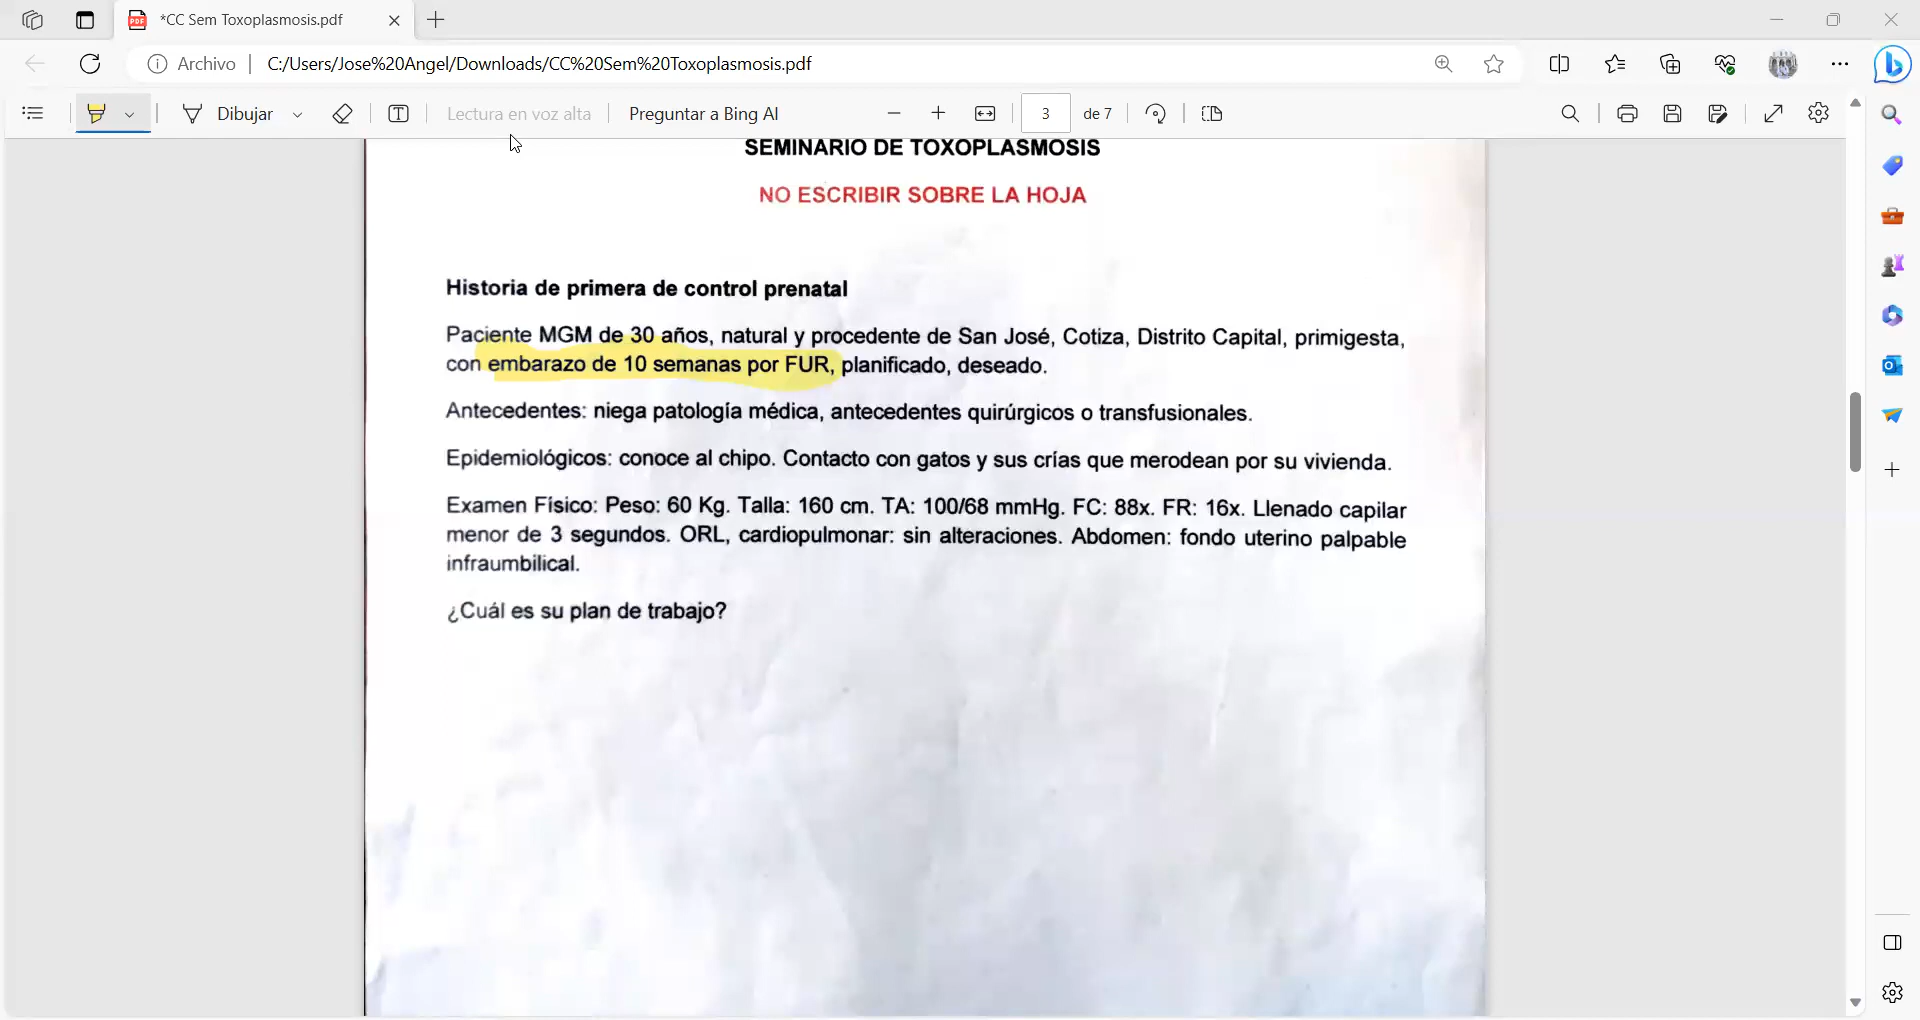 *CC Sem Toxoplasmosis.pdf
Archivo C:/Users/Jose%20Angel/Downloads/CC%20Sem%20Toxoplasmosis.pdf
Dibujar Lectura en voz alta Preguntar a Bing AI 3 de 7
SEMINARIO DE TOXOPLASMOSIS
NO ESCRIBIR SOBRE LA HOJA
Historia de primera de control prenatal
Paciente MGM de 30 años, natural y procedente de San José, Cotiza, Distrito Capital, primigesta,
con embarazo de 10 semanas por FUR, planificado, deseado.
Antecedentes: niega patología médica, antecedentes quirúrgicos o transfusionales.
Epidemiológicos: conoce al chipo. Contacto con gatos y sus crías que merodean por su vivienda.
Examen Físico: Peso: 60 Kg. Talla: 160 cm. TA: 100/68 mmHg. FC: 88x. FR: 16x. Llenado capilar
menor de 3 segundos. ORL, cardiopulmonar: sin alteraciones. Abdomen: fondo uterino palpable
infraumbilical.
¿Cuál es su plan de trabajo?